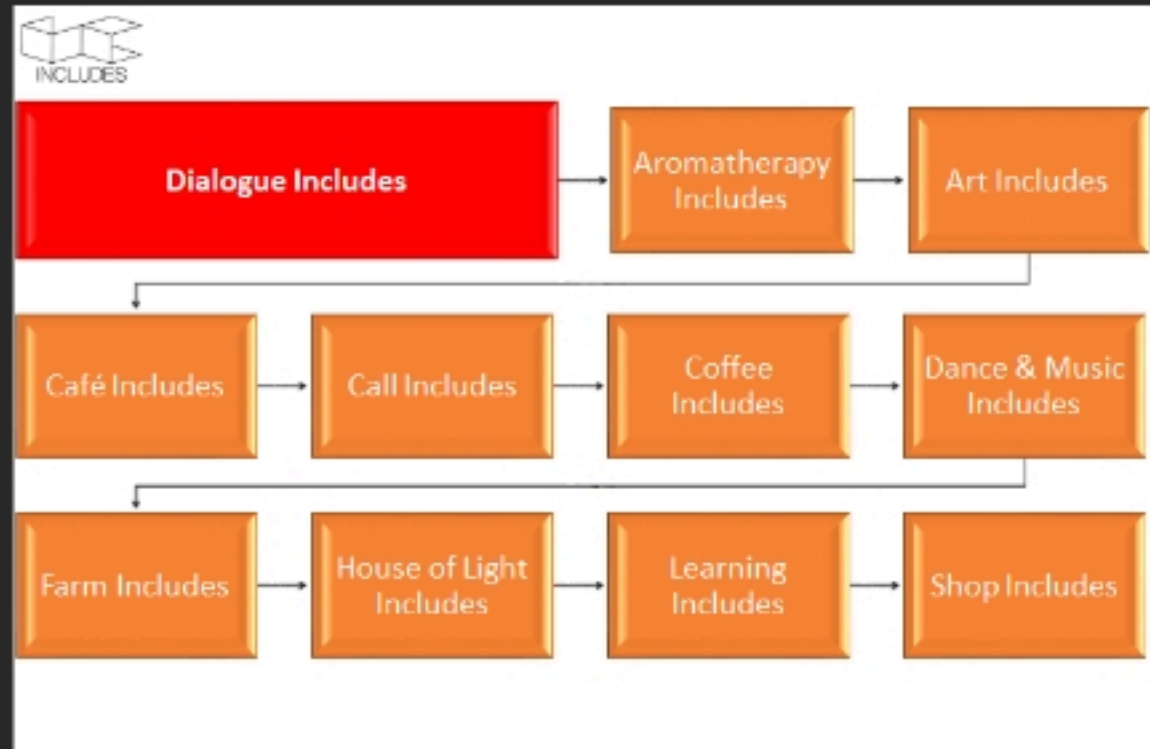 INCLUDES
Dialogue Includes
Aromatherapy
Includes
Art Includes
Café Includes
Call Includes
Coffee
Includes
Dance & Music
Includes
Farm Includes
House of Light
Includes
Learning
Includes
Shop Includes